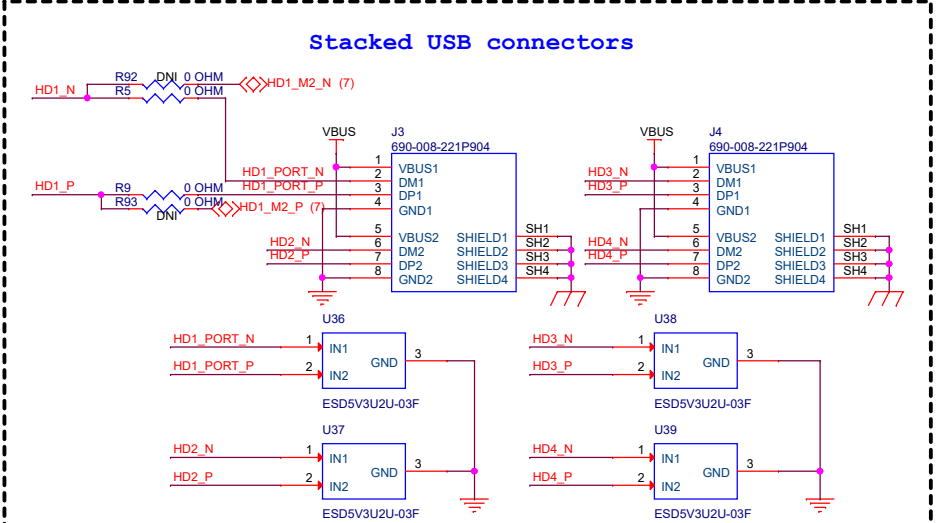 Stacked USB connectors
R92 DNI 0 OHM
HD1_M2_N (7)
HD1_N
R5 0 OHM
VBUS
J3
690-008-221P904
VBUS
J4
690-008-221P904
HD1_PORT_N
HD1_PORT_P
HD1_P
R9 0 OHM
R93 0 OHM
DNI
HD1_M2_P (7)
1 VBUS1
2 DM1
3 DP1
4 GND1
5 VBUS2 SHIELD1 SH1
HD2_N 6 DM2 SHIELD2 SH2
HD2_P 7 DP2 SHIELD3 SH3
8 GND2 SHIELD4 SH4
1 VBUS1
HD3_N 2 DM1
HD3_P 3 DP1
4 GND1
5 VBUS2 SHIELD1 SH1
HD4_N 6 DM2 SHIELD2 SH2
HD4_P 7 DP2 SHIELD3 SH3
8 GND2 SHIELD4 SH4
U36
HD1_PORT_N 1 IN1
GND 3
HD1_PORT_P 2 IN2
ESD5V3U2U-03F
U38
HD3_N 1 IN1
GND 3
HD3_P 2 IN2
ESD5V3U2U-03F
U37
HD2_N 1 IN1
GND 3
HD2_P 2 IN2
ESD5V3U2U-03F
U39
HD4_N 1 IN1
GND 3
HD4_P 2 IN2
ESD5V3U2U-03F